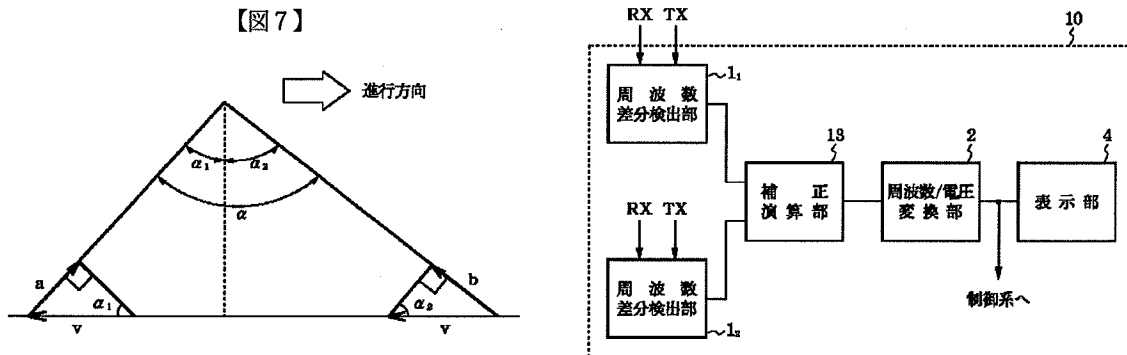 【図7】
進行方向
α₁
α₂
α
a
α₁
v
b
α₂
v
10
RX TX
1₁
周波数
差分検出部
RX TX
周波数
差分検出部
1₂
13
補正
演算部
2
周波数/電圧
変換部
4
表示部
制御系へ